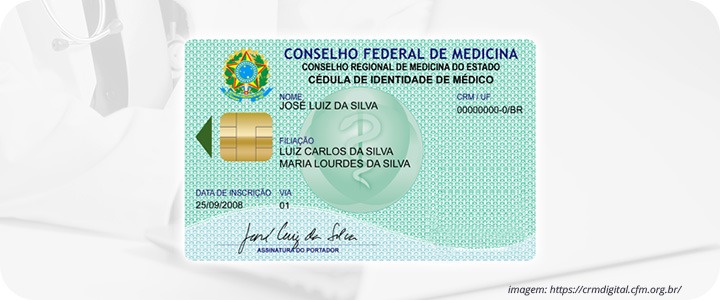 CONSELHO FEDERAL DE MEDICINA
CONSELHO REGIONAL DE MEDICINA DO ESTADO
CÉDULA DE IDENTIDADE DE MÉDICO
NOME
JOSÉ LUIZ DA SILVA
CRM / UF
00000000-0/BR
FILIAÇÃO
LUIZ CARLOS DA SILVA
MARIA LOURDES DA SILVA
DATA DE INSCRIÇÃO VIA
25/09/2008 01
José Luiz da Silva
ASSINATURA DO PORTADOR
imagem: https://crmdigital.cfm.org.br/